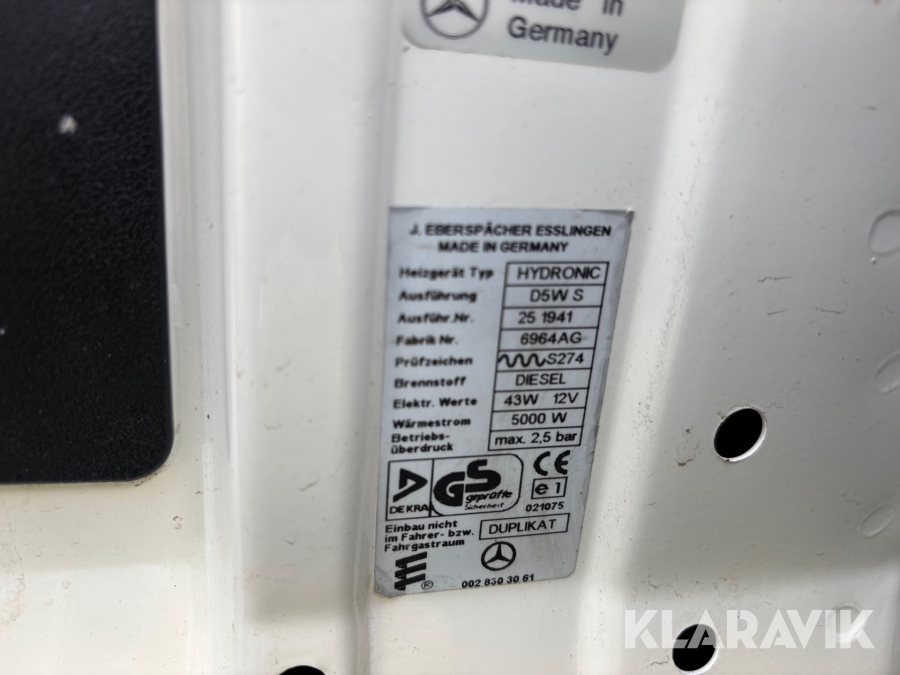 Made in
Germany
J. EBERSPÄCHER ESSLINGEN
MADE IN GERMANY
Heizgerät Typ HYDRONIC
Ausführung D5W S
Ausführ.Nr. 25 1941
Fabrik Nr. 6964AG
Prüfzeichen S274
Brennstoff DIESEL
Elektr. Werte 43W 12V
Wärmestrom 5000 W
Betriebs-
überdruck max. 2,5 bar
DEKRA
GS
geprüfte
Sicherheit
CE
e1
021075
Einbau nicht
im Fahrer- bzw.
Fahrgastraum
DUPLIKAT
®
002 830 30 61
KLARAVIK